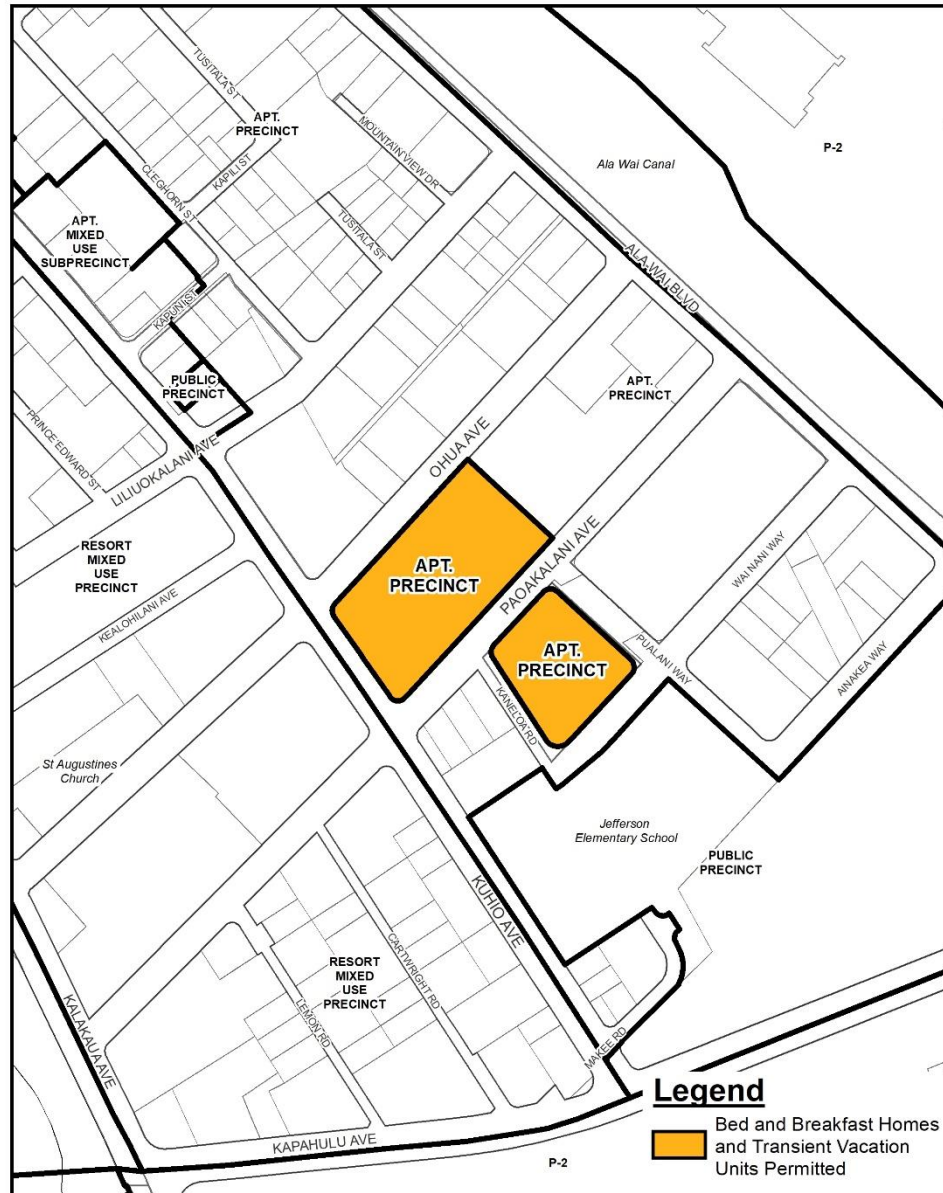 TUSITALA ST
APT.
PRECINCT
MOUNTAIN VIEW DR
P-2
Ala Wai Canal
KAPILI ST
CLEGHORN ST
APT.
MIXED
USE
SUBPRECINCT
TUSITALA ST
ALA WAI BLVD
KAPUNI ST
PUBLIC
PRECINCT
APT.
PRECINCT
PRINCE EDWARD ST
LILIUOKALANI AVE
OHUA AVE
RESORT
MIXED
USE
PRECINCT
APT.
PRECINCT
PAOAKALANI AVE
WAI NANI WAY
KEALOHILANI AVE
APT.
PRECINCT
PUALANI WAY
AINAKEA WAY
KANELOA RD
St Augustines
Church
Jefferson
Elementary School
PUBLIC
PRECINCT
KUHIO AVE
CARTWRIGHT RD
RESORT
MIXED
USE
PRECINCT
LEMON RD
KALAKAUA AVE
MAKEE RD
KAPAHULU AVE
P-2
Legend
Bed and Breakfast Homes
and Transient Vacation
Units Permitted